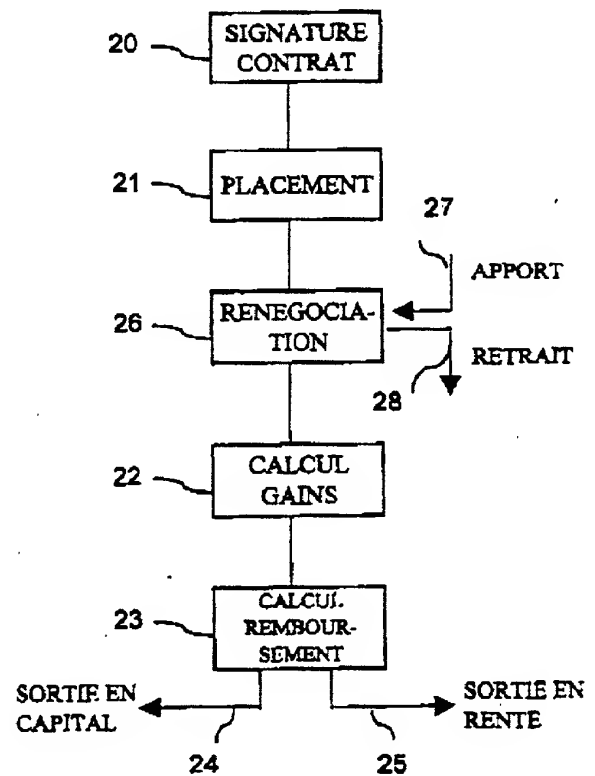 20
SIGNATURE
CONTRAT
21
PLACEMENT
27
APPORT
26
RENEGOCIA-
TION
RETRAIT
28
22
CALCUL
GAINS
23
CALCUL
REMBOUR-
SEMENT
SORTIE EN
CAPITAL
SORTIE EN
RENTE
24
25